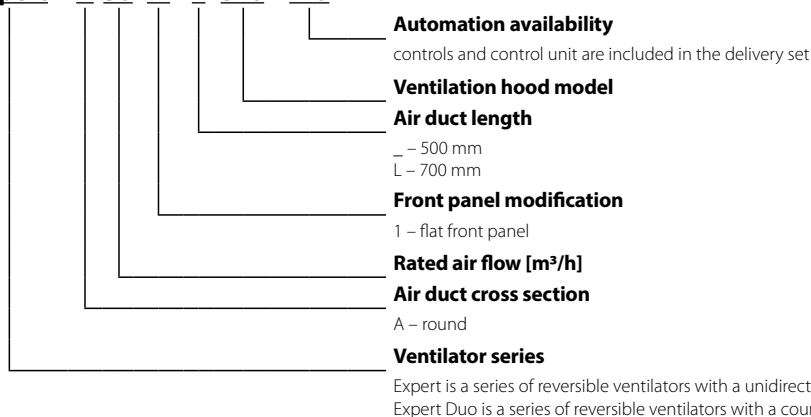 Automation availability
controls and control unit are included in the delivery set
Ventilation hood model
Air duct length
_ – 500 mm
L – 700 mm
Front panel modification
1 – flat front panel
Rated air flow [m³/h]
Air duct cross section
A – round
Ventilator series
Expert is a series of reversible ventilators with a
Expert Duo is a series of reversible ventilators with a